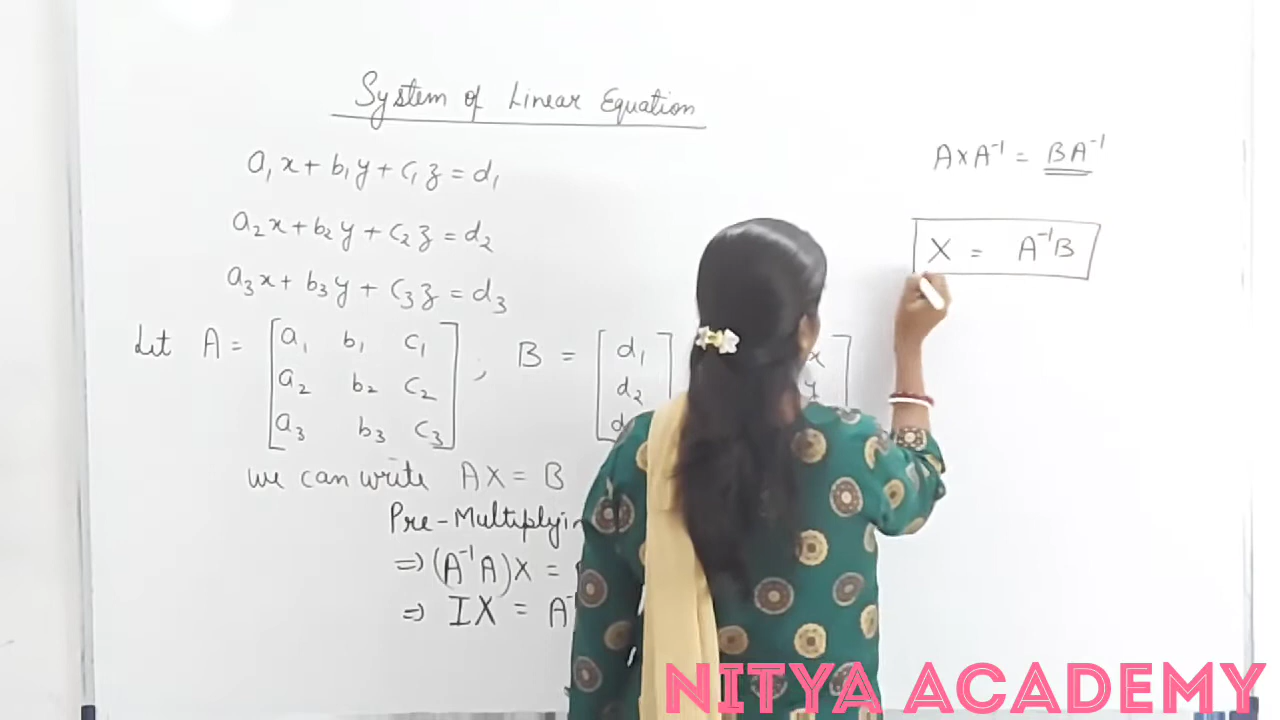 System of Linear Equation
a₁x + b₁y + c₁z = d₁
a₂x + b₂y + c₂z = d₂
a₃x + b₃y + c₃z = d₃
Let A = [a₁ b₁ c₁ , B = [d₁ x
a₂ b₂ c₂ d₂ y
a₃ b₃ c₃] d
We can write AX = B
Pre-Multiplyin
⇒ (A⁻¹A)X =
⇒ IX = A⁻
AXA⁻¹ = BA⁻¹
X = A⁻¹B
NITYA ACADEMY